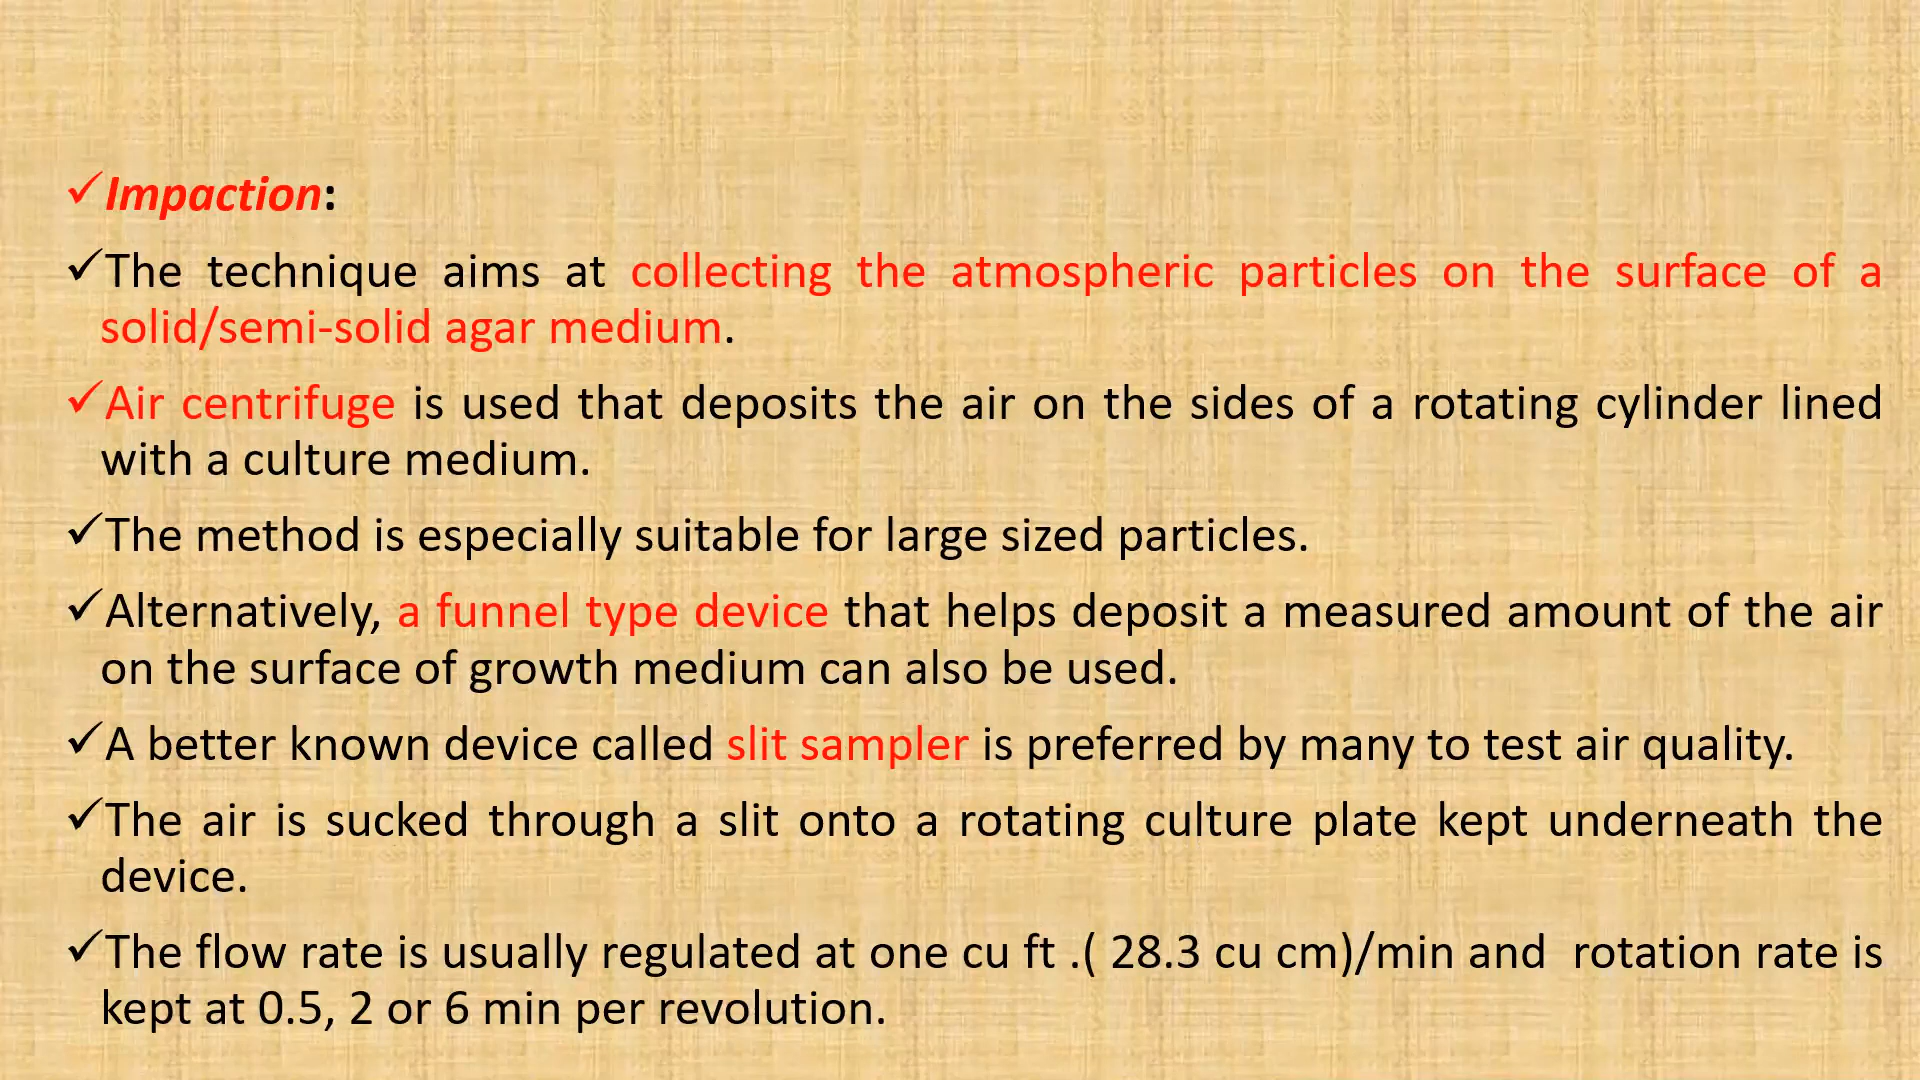 ✓Impaction:
✓The technique aims at collecting the atmospheric particles on the surface of a
solid/semi-solid agar medium.
✓Air centrifuge is used that deposits the air on the sides of a rotating cylinder lined
with a culture medium.
✓The method is especially suitable for large sized particles.
✓Alternatively, a funnel type device that helps deposit a measured amount of the air
on the surface of growth medium can also be used.
✓A better known device called slit sampler is preferred by many to test air quality.
✓The air is sucked through a slit onto a rotating culture plate kept underneath the
device.
✓The flow rate is usually regulated at one cu ft .( 28.3 cu cm)/min and  rotation rate is
kept at 0.5, 2 or 6 min per revolution.